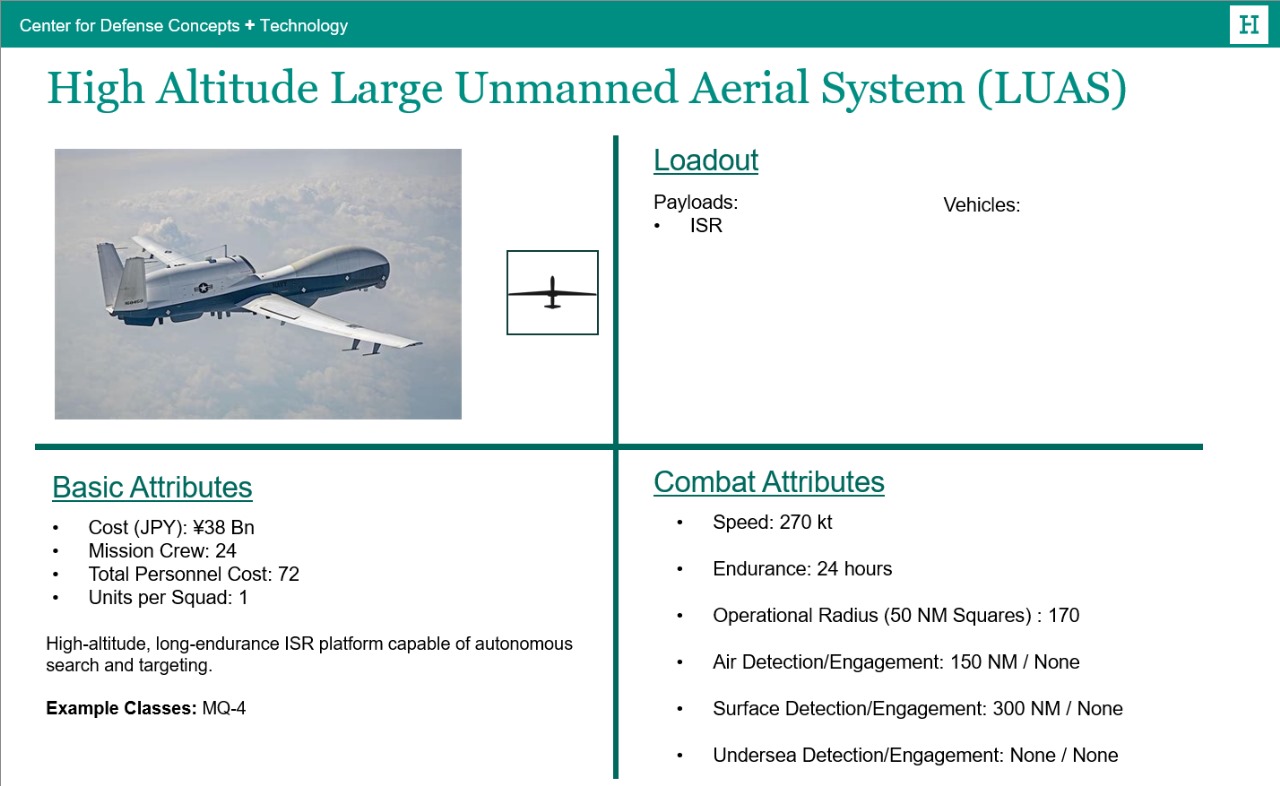 Center for Defense Concepts + Technology
H
High Altitude Large Unmanned Aerial System (LUAS)
Loadout
Payloads:
• ISR
Vehicles:
Basic Attributes
• Cost (JPY): ¥38 Bn
• Mission Crew: 24
• Total Personnel Cost: 72
• Units per Squad: 1
High-altitude, long-endurance ISR platform capable of autonomous
search and targeting.
Example Classes: MQ-4
Combat Attributes
• Speed: 270 kt
• Endurance: 24 hours
• Operational Radius (50 NM Squares) : 170
• Air Detection/Engagement: 150 NM / None
• Surface Detection/Engagement: 300 NM / None
• Undersea Detection/Engagement: None / None